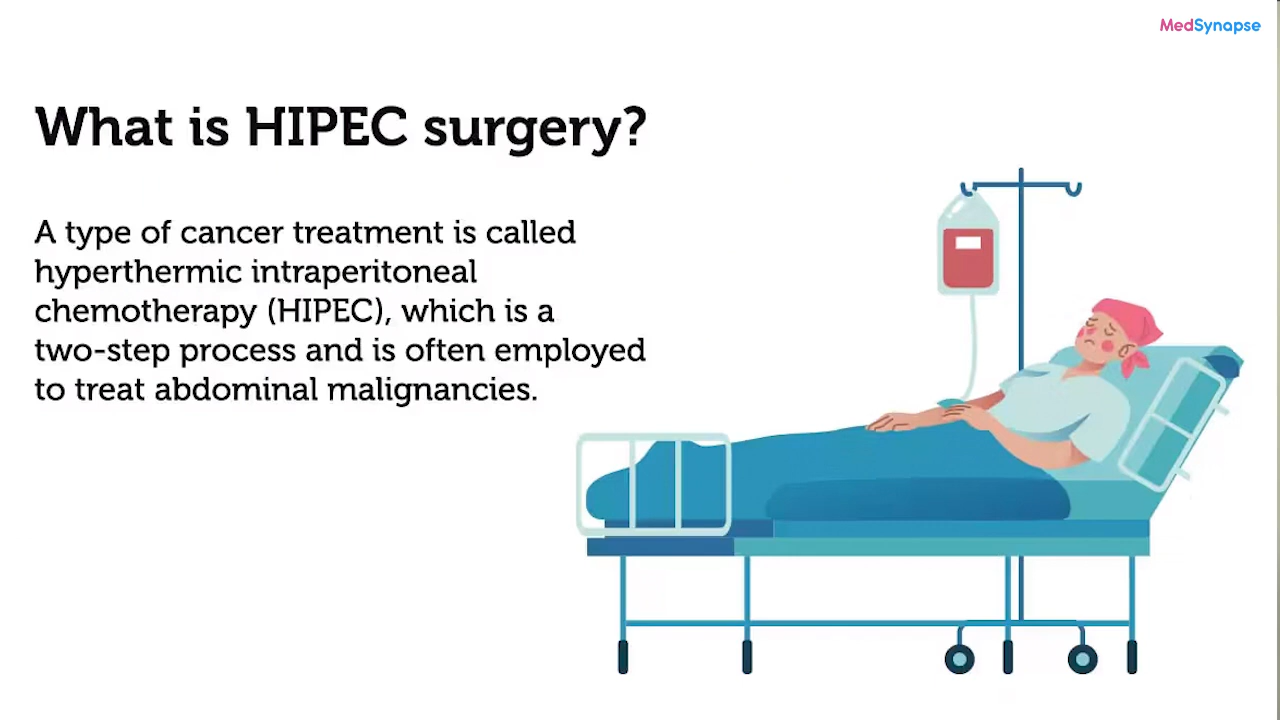 MedSynapse
What is HIPEC surgery?
A type of cancer treatment is called
hyperthermic intraperitoneal
chemotherapy (HIPEC), which is a
two-step process and is often employed
to treat abdominal malignancies.